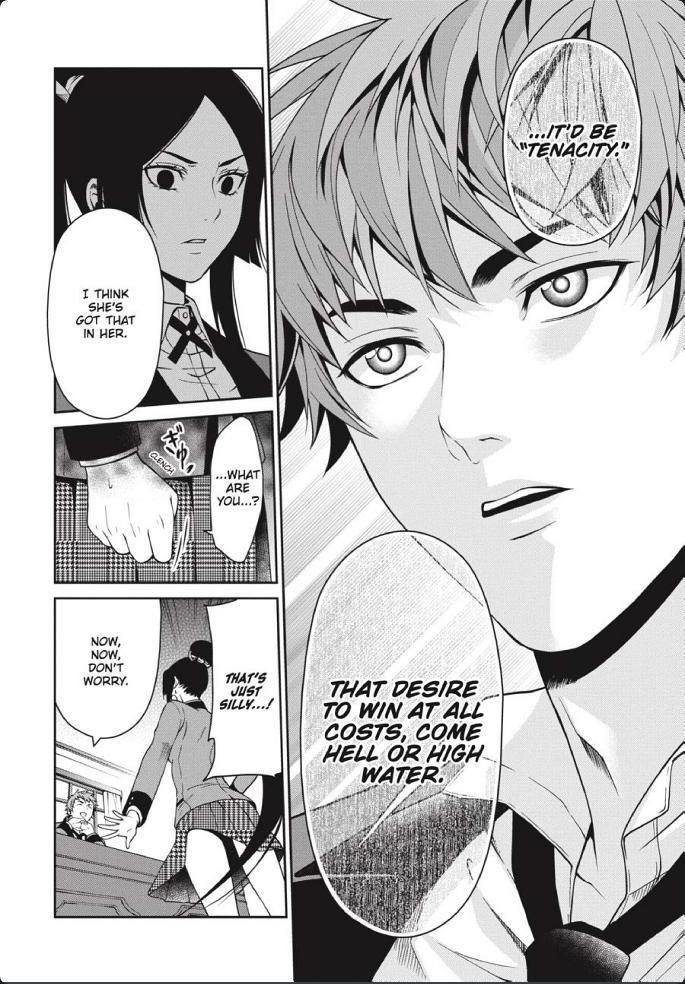 ...IT'D BE
"TENACITY."
THAT DESIRE
TO WIN AT ALL
COSTS, COME
HELL OR HIGH
WATER.
I THINK
SHE'S
GOT THAT
IN HER.
ぎゅっ
CLENCH
...WHAT
ARE
YOU...?
THAT'S
JUST
SILLY...!
NOW,
NOW,
DON'T
WORRY.